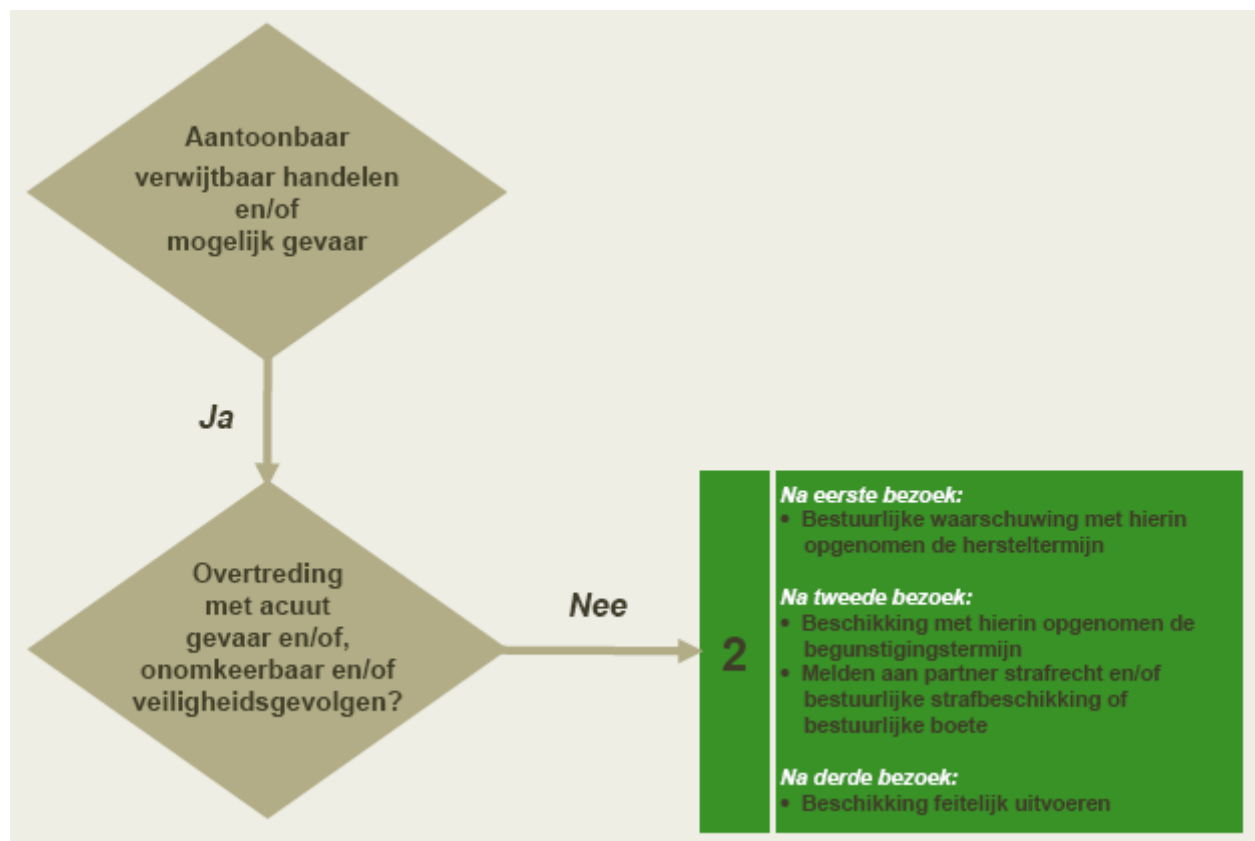 Aantoonbaar
verwijtbaar handelen
en/of
mogelijk gevaar
Ja
Overtreding
met acuut
gevaar en/of,
onomkeerbaar en/of
veiligheidsgevolgen?
Nee
2
Na eerste bezoek:
• Bestuurlijke waarschuwing met hierin
opgenomen de hersteltermijn
Na tweede bezoek:
• Beschikking met hierin opgenomen de
begunstigingstermijn
• Melden aan partner strafrecht en/of
bestuurlijke strafbeschikking of
bestuurlijke boete
Na derde bezoek:
• Beschikking feitelijk uitvoeren